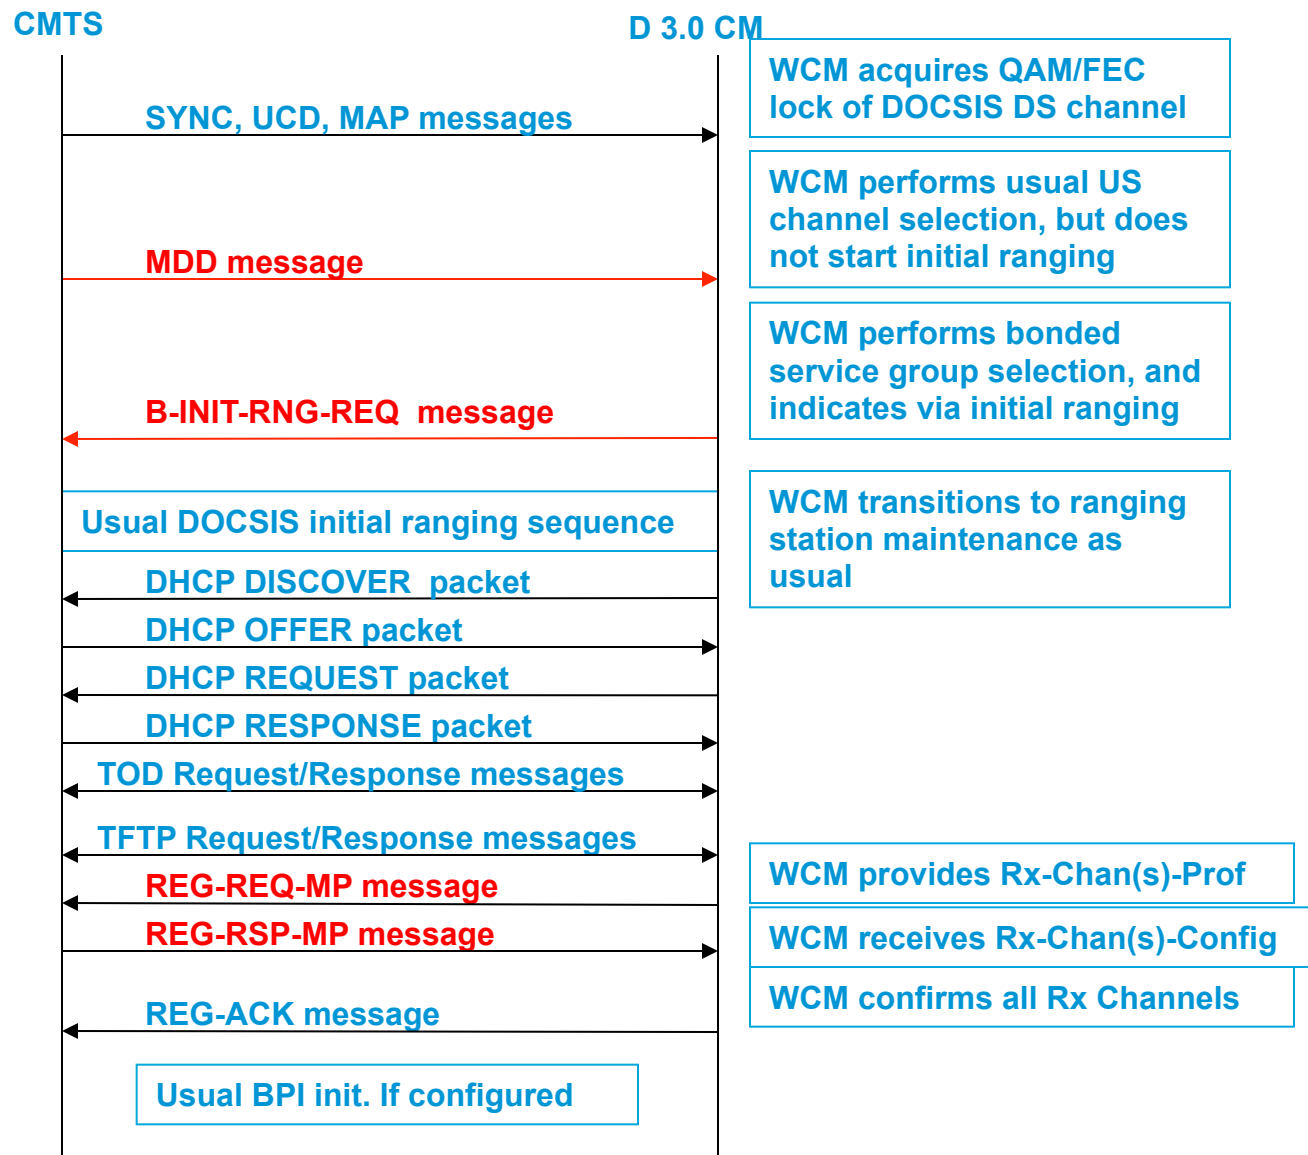 CMTS
D 3.0 CM
WCM acquires QAM/FEC
lock of DOCSIS DS channel
SYNC, UCD, MAP messages
WCM performs usual US
channel selection, but does
not start initial ranging
MDD message
WCM performs bonded
service group selection, and
indicates via initial ranging
B-INIT-RNG-REQ message
WCM transitions to ranging
station maintenance as
usual
Usual DOCSIS initial ranging sequence
DHCP DISCOVER packet
DHCP OFFER packet
DHCP REQUEST packet
DHCP RESPONSE packet
TOD Request/Response messages
TFTP Request/Response messages
WCM provides Rx-Chan(s)-Prof
REG-REQ-MP message
REG-RSP-MP message
WCM receives Rx-Chan(s)-Config
WCM confirms all Rx Channels
REG-ACK message
Usual BPI init. If configured